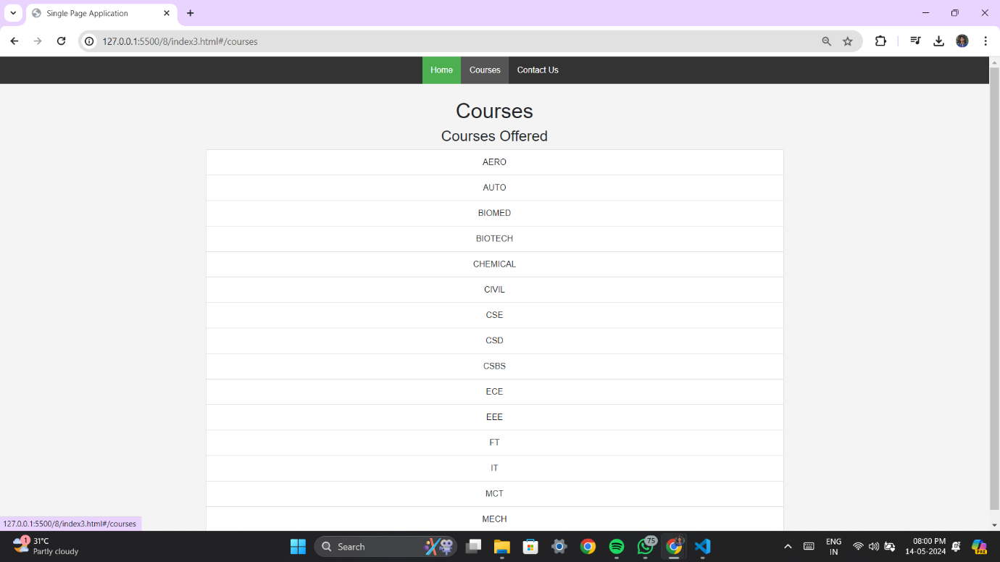 Single Page Application
127.0.0.1:5500/8/index3.html#/courses
Home Courses Contact Us
Courses
Courses Offered
AERO
AUTO
BIOMED
BIOTECH
CHEMICAL
CIVIL
CSE
CSD
CSBS
ECE
EEE
FT
IT
MCT
MECH
127.0.0.1:5500/8/index3.html#/courses
1
31°C
Partly cloudy
Search
75
ENG
IN
08:00 PM
14-05-2024
PRE